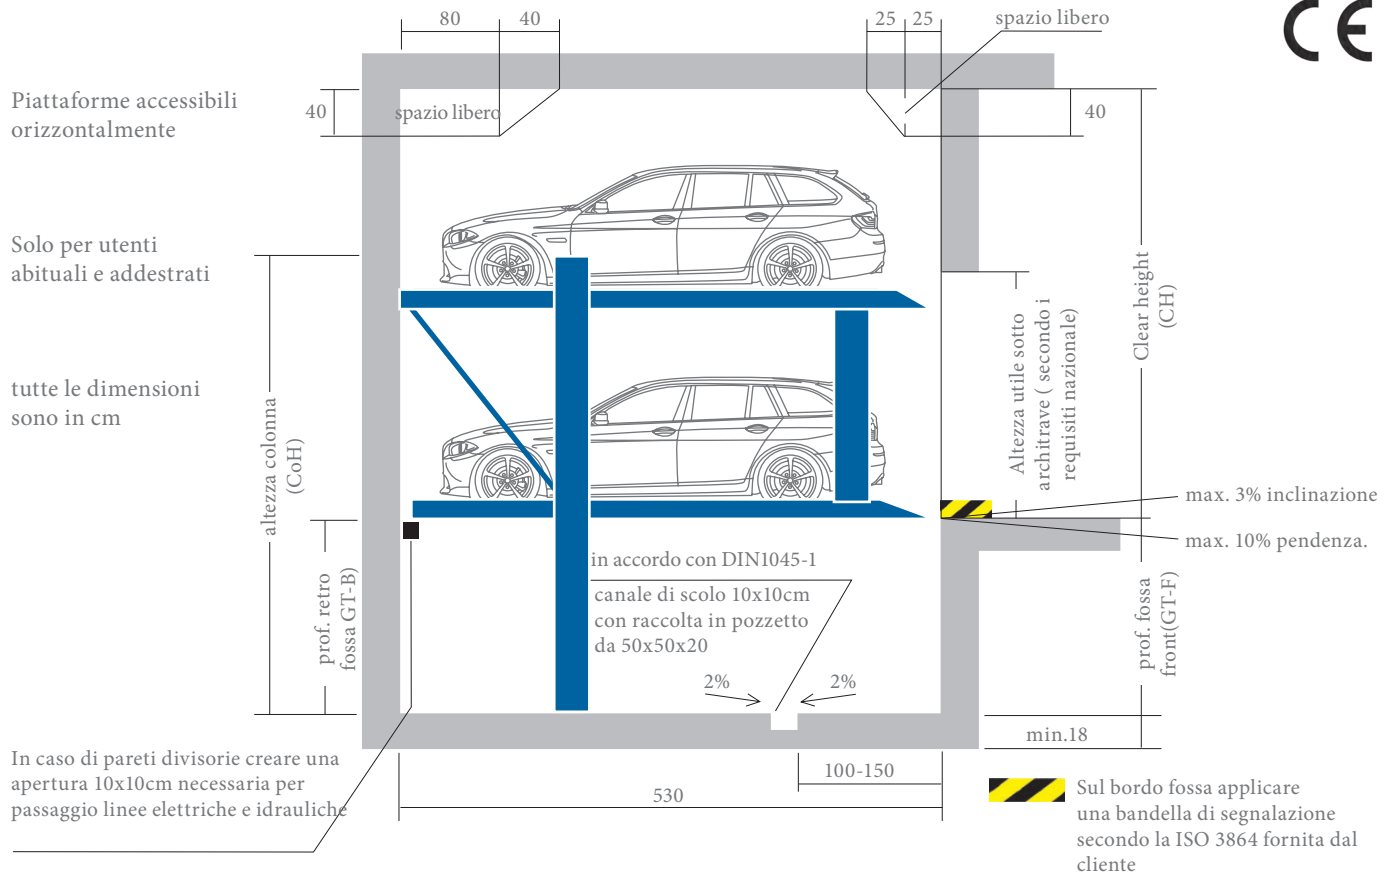 80
40
25
25
spazio libero
CE
Piattaforme accessibili
orizzontalmente
40
spazio libero
40
Solo per utenti
abituali e addestrati
tutte le dimensioni
sono in cm
altezza colonna
(CoH)
Altezza utile sotto
architrave ( secondo i
requisiti nazionale)
Clear height
(CH)
max. 3% inclinazione
max. 10% pendenza.
prof. retro
fossa GT-B
in accordo con DIN1045-1
canale di scolo 10x10cm
con raccolta in pozzetto
da 50x50x20
prof. fossa
front(GT-F)
2%
2%
min.18
In caso di pareti divisorie creare una
apertura 10x10cm necessaria per
passaggio linee elettriche e idrauliche
100-150
530
Sul bordo fossa applicare
una bandella di segnalazione
secondo la ISO 3864 fornita dal
cliente